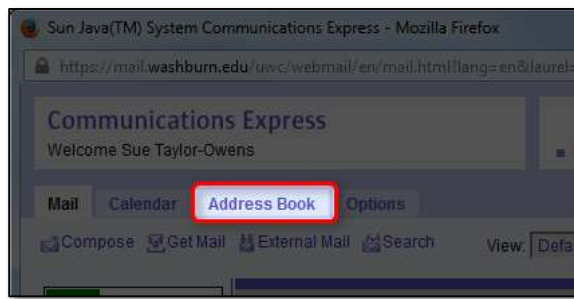 Sun Java(TM) System Communications Express - Mozilla Firefox
https://mail.washburn.edu/uwc/webmail/en/mail.html?lang=en&laurel=
Communications Express
Welcome Sue Taylor-Owens
Mail Calendar Address Book Options
Compose Get Mail External Mail Search View: Defa